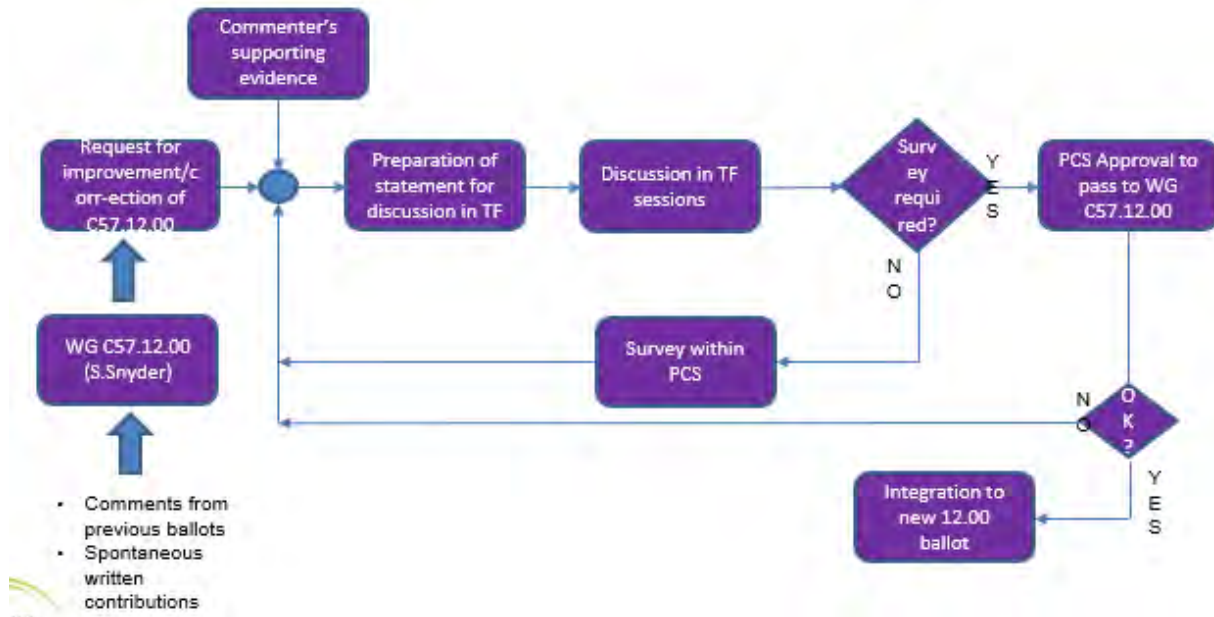 Commenter's
supporting
evidence
Request for
improvement/c
orr-ection of
C57.12.00
Preparation of
statement for
discussion in TF
Discussion in TF
sessions
Surv
ey
requi
red?
Y
E
S
PCS Approval to
pass to WG
C57.12.00
N
O
WG C57.12.00
(S.Snyder)
Survey within
PCS
N
O
O
K
?
Y
E
S
Integration to
new 12.00
ballot
• Comments from
previous ballots
• Spontaneous
written
contributions